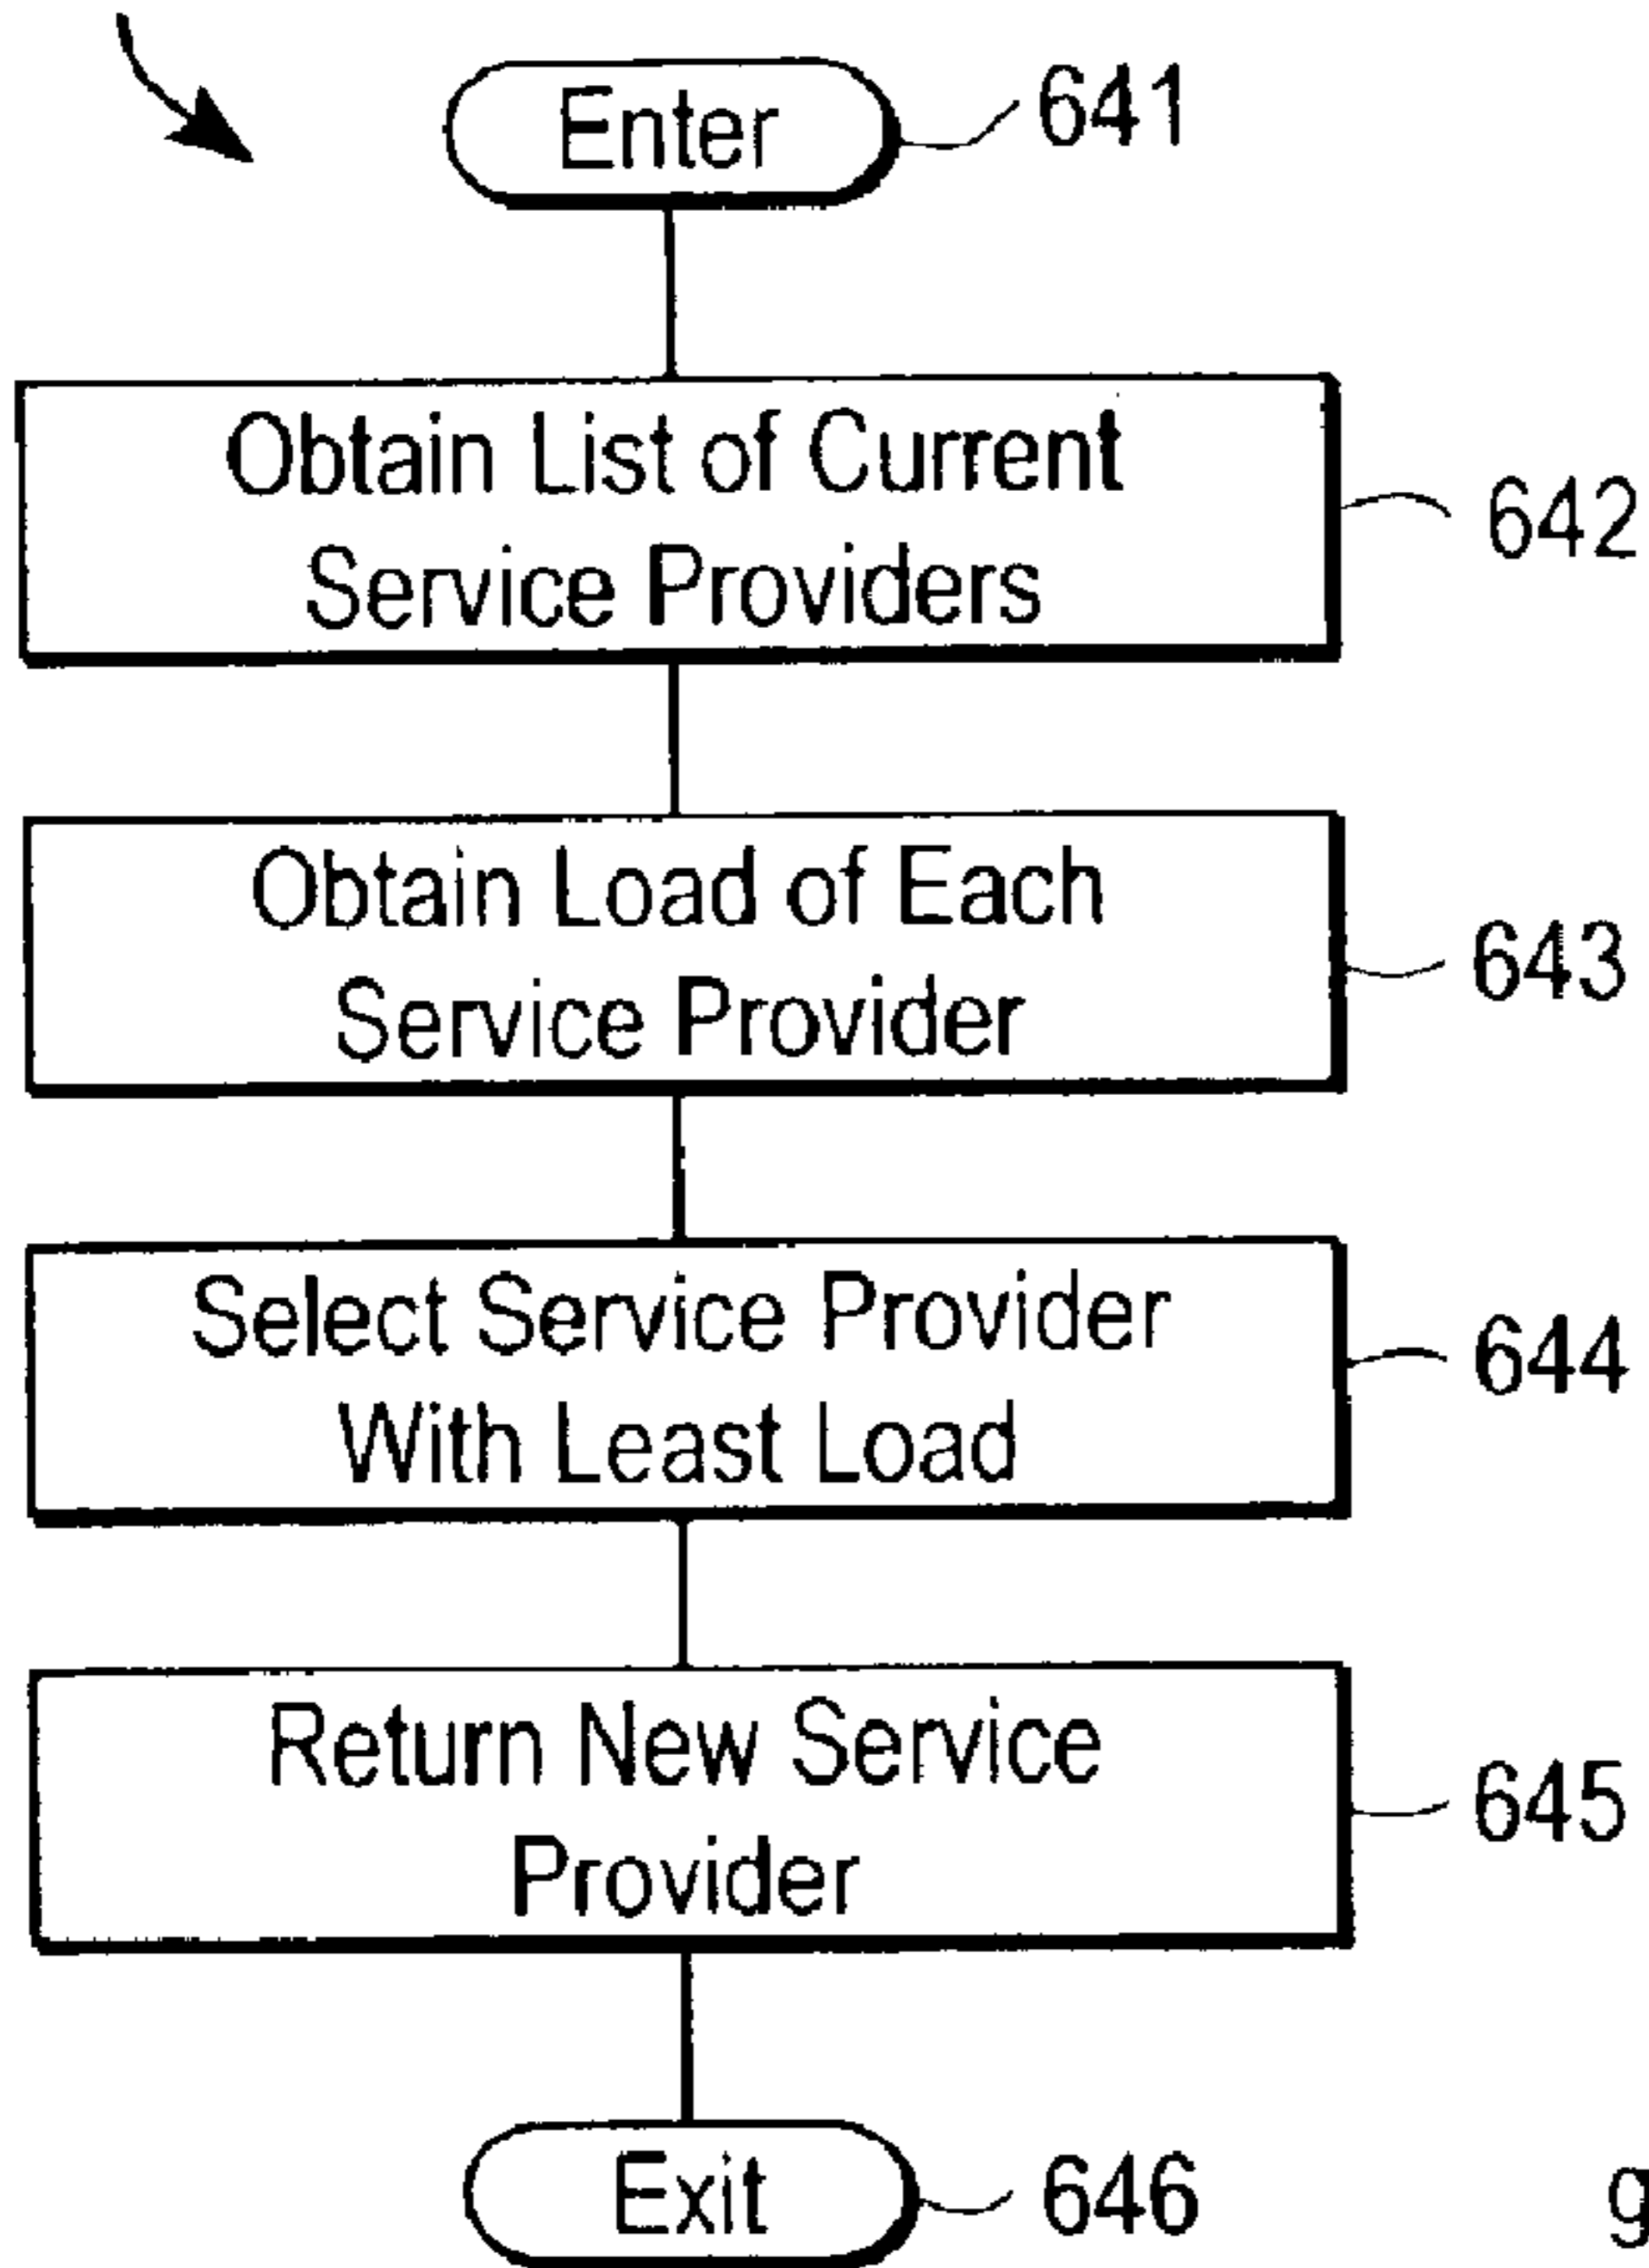 Enter
641
Obtain List of Current
Service Providers
642
Obtain Load of Each
Service Provider
643
Select Service Provider
With Least Load
644
Return New Service
Provider
645
Exit
646
g